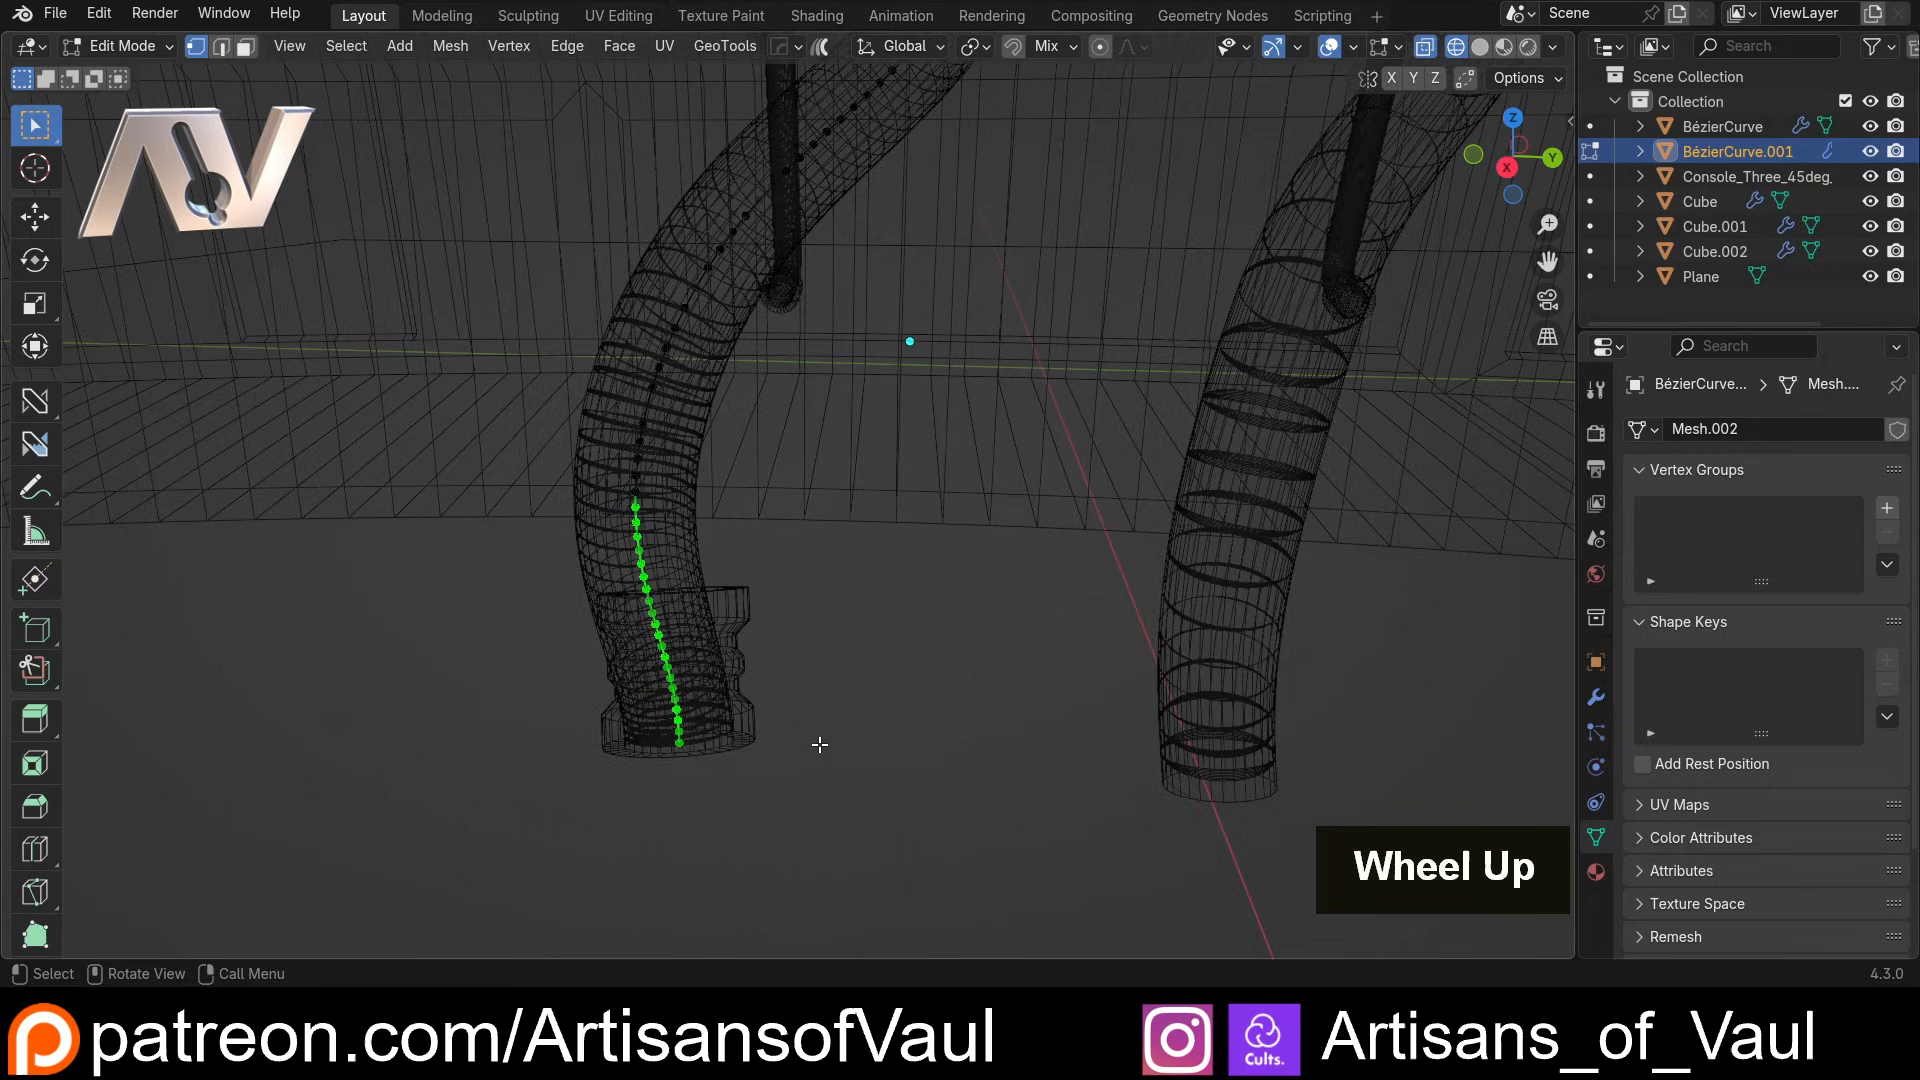 File Edit Render Window Help Layout Modeling Sculpting UV Editing Texture Paint Shading Animation Rendering Compositing Geometry Nodes Scripting + Scene ViewLayer
Edit Mode View Select Add Mesh Vertex Edge Face UV GeoTools Global Mix Search
X Y Z Options
Scene Collection
Collection
BézierCurve
BézierCurve.001
Console_Three_45deg.
Cube
Cube.001
Cube.002
Plane
Z
Y
X
AV
Search
BézierCurve... > Mesh....
Mesh.002
Vertex Groups
Shape Keys
Add Rest Position
UV Maps
Color Attributes
Attributes
Texture Space
Remesh
Wheel Up
Select Rotate View Call Menu 4.3.0
patreon.com/ArtisansofVaul Cults. Artisans_of_Vaul